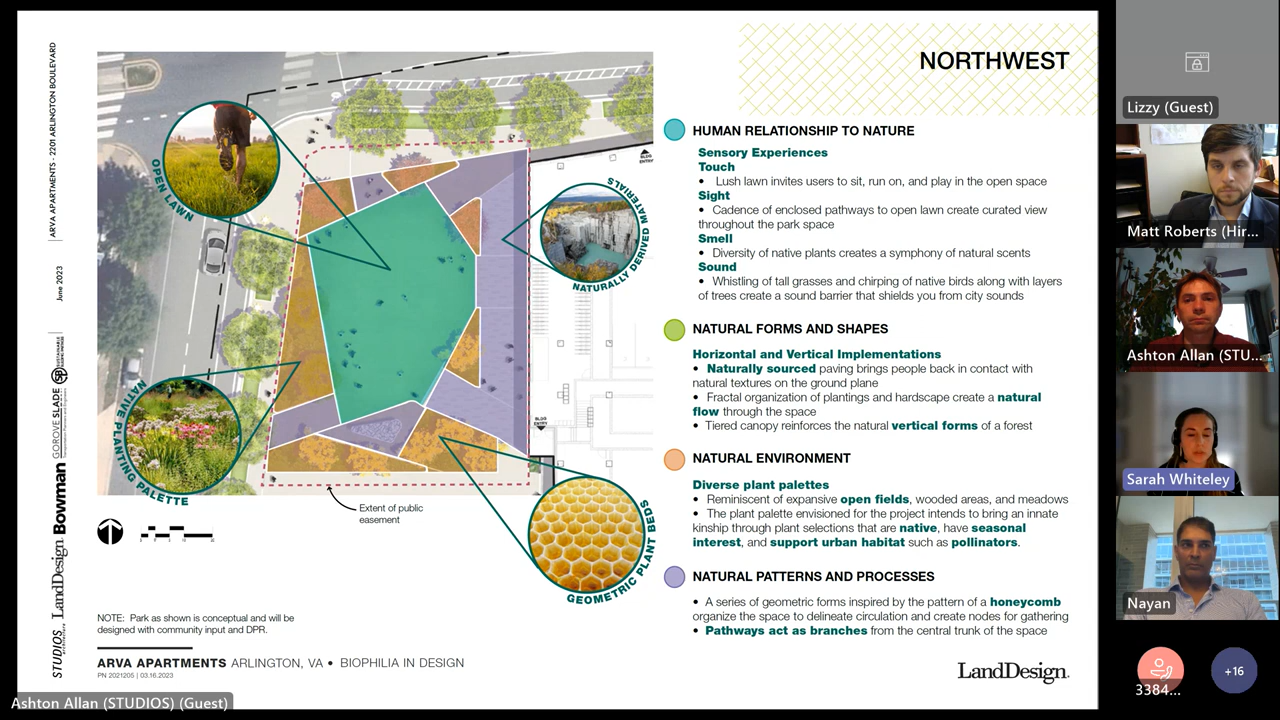 NORTHWEST
ARVA APARTMENTS - 2201 ARLINGTON BOULEVARD
June 2023
GOROVE SLADE
Bowman
LandDesign.
STUDIOS
OPEN LAWN
NATURALLY DERIVED MATERIALS
NATIVE PLANTING PALETTE
GEOMETRIC PLANT BEDS
BLDG
ENTRY
BLDG
ENTRY
Extent of public
easement
NOTE: Park as shown is conceptual and will be
designed with community input and DPR.
ARVA APARTMENTS ARLINGTON, VA • BIOPHILIA IN DESIGN
PN 2021205 | 03.16.2023
HUMAN RELATIONSHIP TO NATURE
Sensory Experiences
Touch
• Lush lawn invites users to sit, run on, and play in the open space
Sight
• Cadence of enclosed pathways to open lawn create curated view
throughout the park space
Smell
• Diversity of native plants creates a symphony of natural scents
Sound
• Whistling of tall grasses and chirping of native birds along with layers
of trees create a sound barrier that shields you from city sounds
NATURAL FORMS AND SHAPES
Horizontal and Vertical Implementations
• Naturally sourced paving brings people back in contact with
natural textures on the ground plane
• Fractal organization of plantings and hardscape create a natural
flow through the space
• Tiered canopy reinforces the natural vertical forms of a forest
NATURAL ENVIRONMENT
Diverse plant palettes
• Reminiscent of expansive open fields, wooded areas, and meadows
• The plant palette envisioned for the project intends to bring an innate
kinship through plant selections that are native, have seasonal
interest, and support urban habitat such as pollinators.
NATURAL PATTERNS AND PROCESSES
• A series of geometric forms inspired by the pattern of a honeycomb
organize the space to delineate circulation and create nodes for gathering
• Pathways act as branches from the central trunk of the space
LandDesign.
Ashton Allan (STUDIOS) (Guest)
Lizzy (Guest)
Matt Roberts (Hir...
Ashton Allan (STU...
Sarah Whiteley
Nayan
3384...
+16